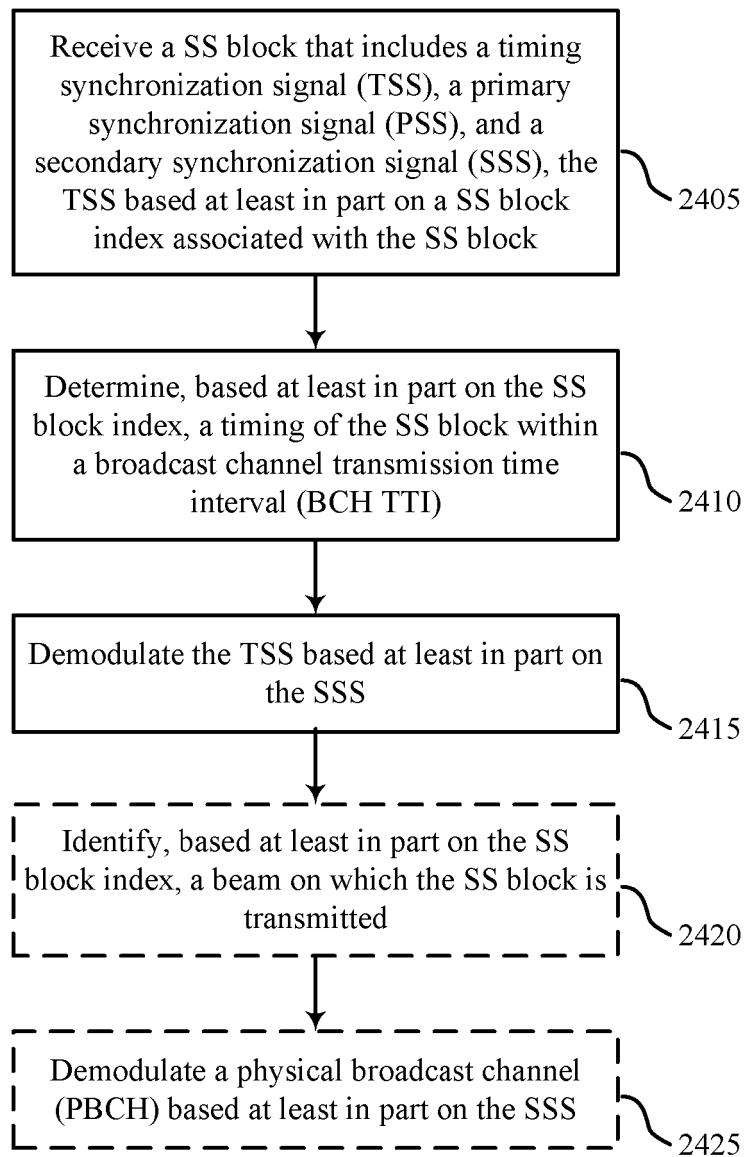 Receive a SS block that includes a timing
synchronization signal (TSS), a primary
synchronization signal (PSS), and a
secondary synchronization signal (SSS), the
TSS based at least in part on a SS block
index associated with the SS block
2405
Determine, based at least in part on the SS
block index, a timing of the SS block within
a broadcast channel transmission time
interval (BCH TTI)
2410
Demodulate the TSS based at least in part on
the SSS
2415
Identify, based at least in part on the SS
block index, a beam on which the SS block is
transmitted
2420
Demodulate a physical broadcast channel
(PBCH) based at least in part on the SSS
2425